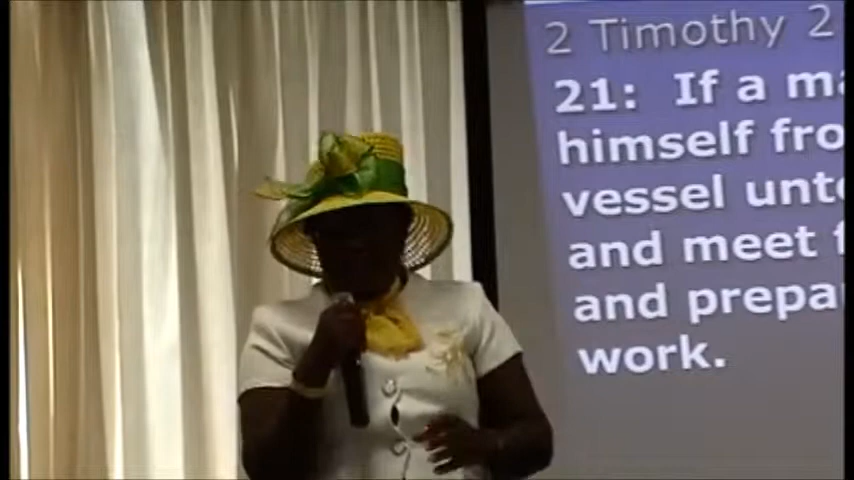 2 Timothy 2
21: If a ma
himself fro
vessel unt
and meet f
and prepa
work.